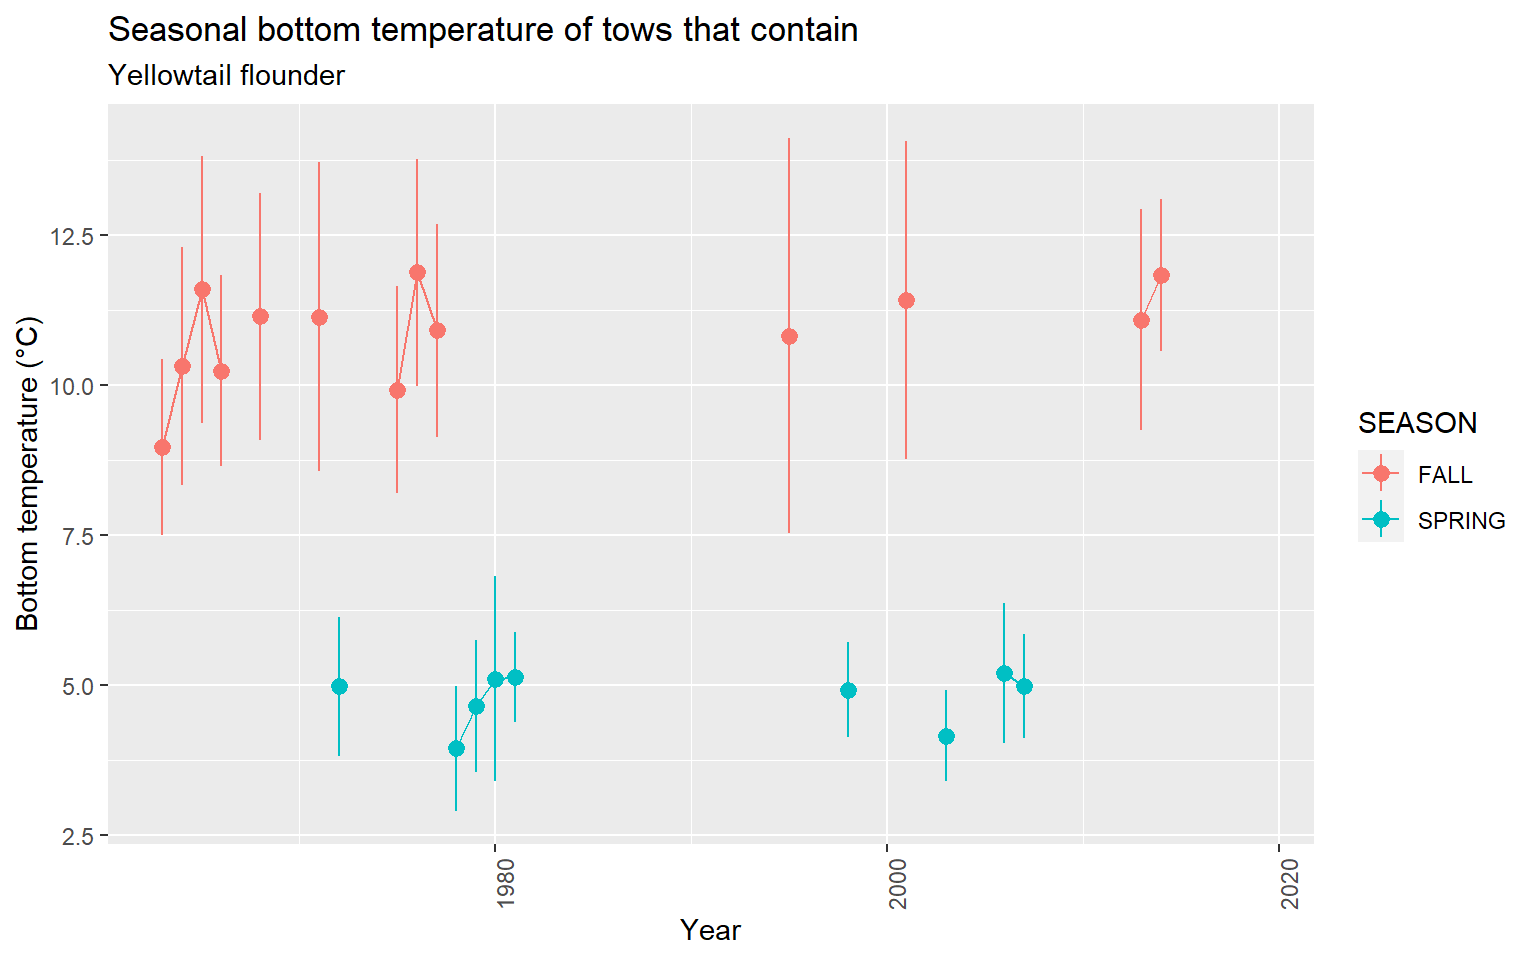 Seasonal bottom temperature of tows that contain
Yellowtail flounder
Bottom temperature (°C)
12.5
10.0
7.5
5.0
2.5
1980
2000
2020
Year
SEASON
FALL
SPRING